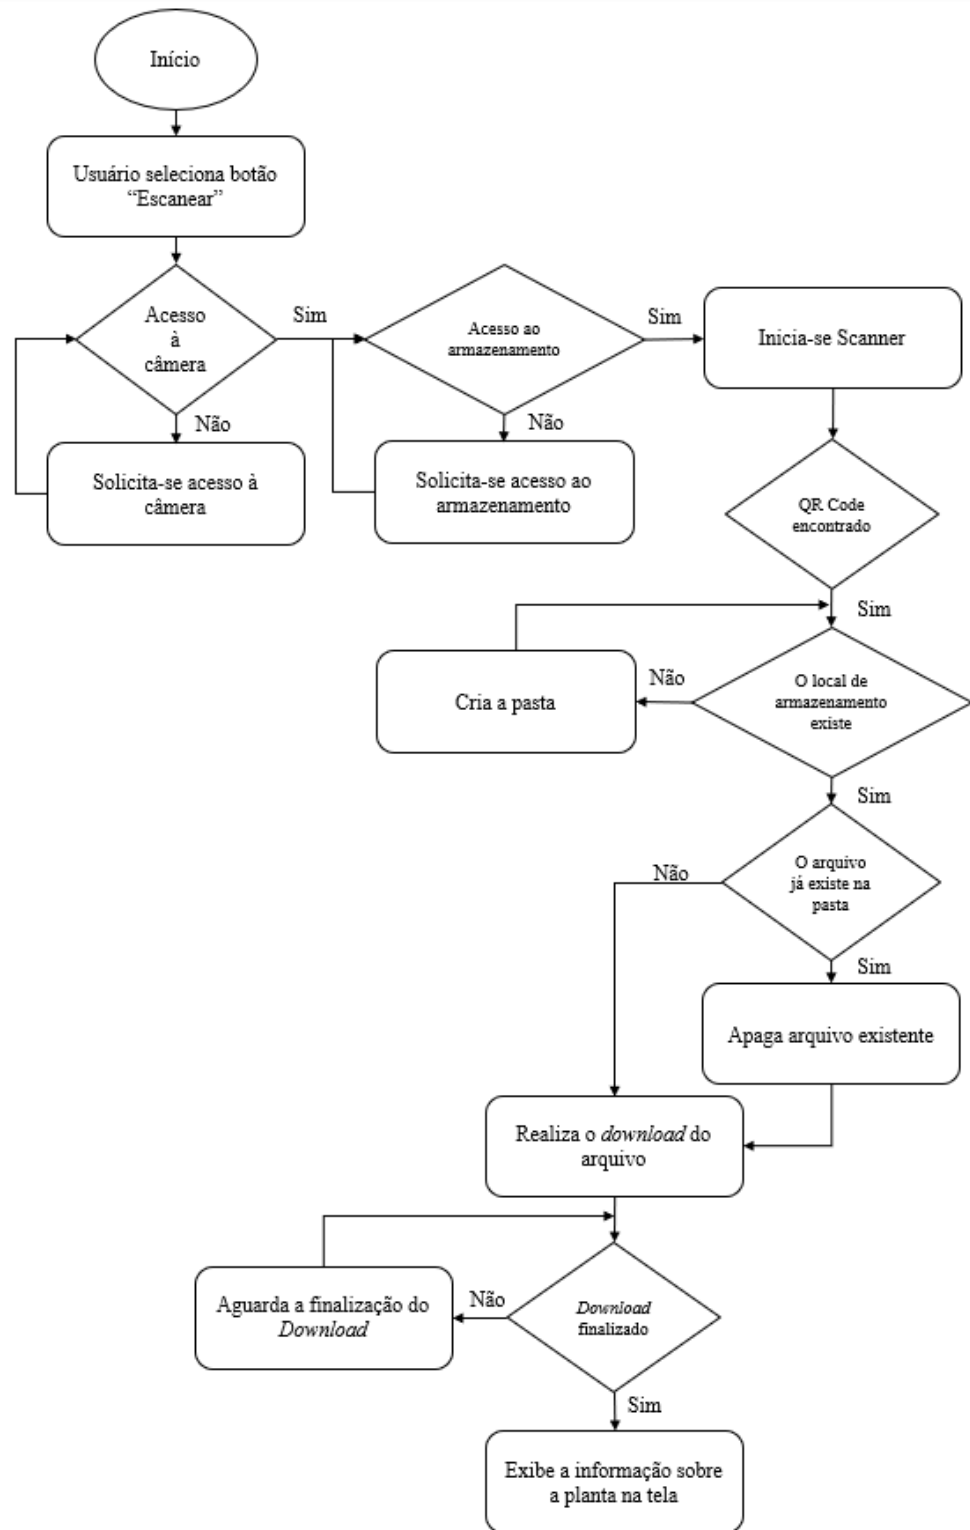 Início
Usuário seleciona botão
“Escanear”
Acesso
à
câmera
Sim
Não
Solicita-se acesso à
câmera
Acesso ao
armazenamento
Sim
Não
Solicita-se acesso ao
armazenamento
Inicia-se Scanner
QR Code
encontrado
Sim
O local de
armazenamento
existe
Não
Cria a pasta
Sim
O arquivo
já existe na
pasta
Não
Sim
Apaga arquivo existente
Realiza o download do
arquivo
Download
finalizado
Não
Aguarda a finalização do
Download
Sim
Exibe a informação sobre
a planta na tela